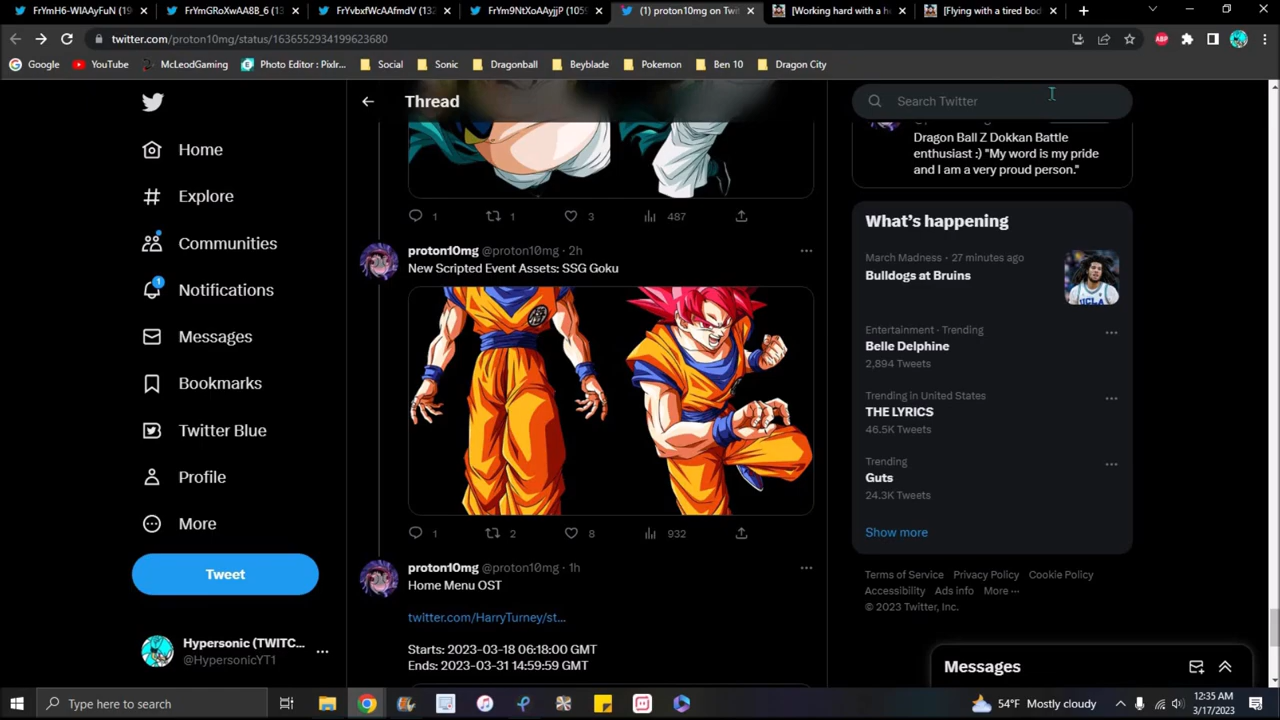 FrYmH6-WIAAyFuN (19
FrYmGRoXwAA8B_6 (13
FrYvbxfWcAAfmdV (13
FrYm9NtXoAAyjjP (105
(1) proton10mg on Twit
[Working hard with a he
[Flying with a tired bod
twitter.com/proton10mg/status/1636552934199623680
ABP
Google YouTube McLeodGaming Photo Editor : Pixlr... Social Sonic Dragonball Beyblade Pokemon Ben 10 Dragon City
Home
Explore
Communities
1
Notifications
Messages
Bookmarks
Twitter Blue
Profile
More
Tweet
Hypersonic (TWITC...
@HypersonicYT1
Thread
1 1 3 487
proton10mg @proton10mg · 2h
New Scripted Event Assets: SSG Goku
1 2 8 932
proton10mg @proton10mg · 1h
Home Menu OST
twitter.com/HarryTurney/st...
Starts: 2023-03-18 06:18:00 GMT
Ends: 2023-03-31 14:59:59 GMT
Search Twitter
Dragon Ball Z Dokkan Battle
enthusiast :) "My word is my pride
and I am a very proud person."
What's happening
March Madness · 27 minutes ago
Bulldogs at Bruins
UCLA
Entertainment · Trending
Belle Delphine
2,894 Tweets
Trending in United States
THE LYRICS
46.5K Tweets
Trending
Guts
24.3K Tweets
Show more
Terms of Service Privacy Policy Cookie Policy
Accessibility Ads info More ...
© 2023 Twitter, Inc.
Messages
Type here to search
54°F Mostly cloudy
12:35 AM
3/17/2023